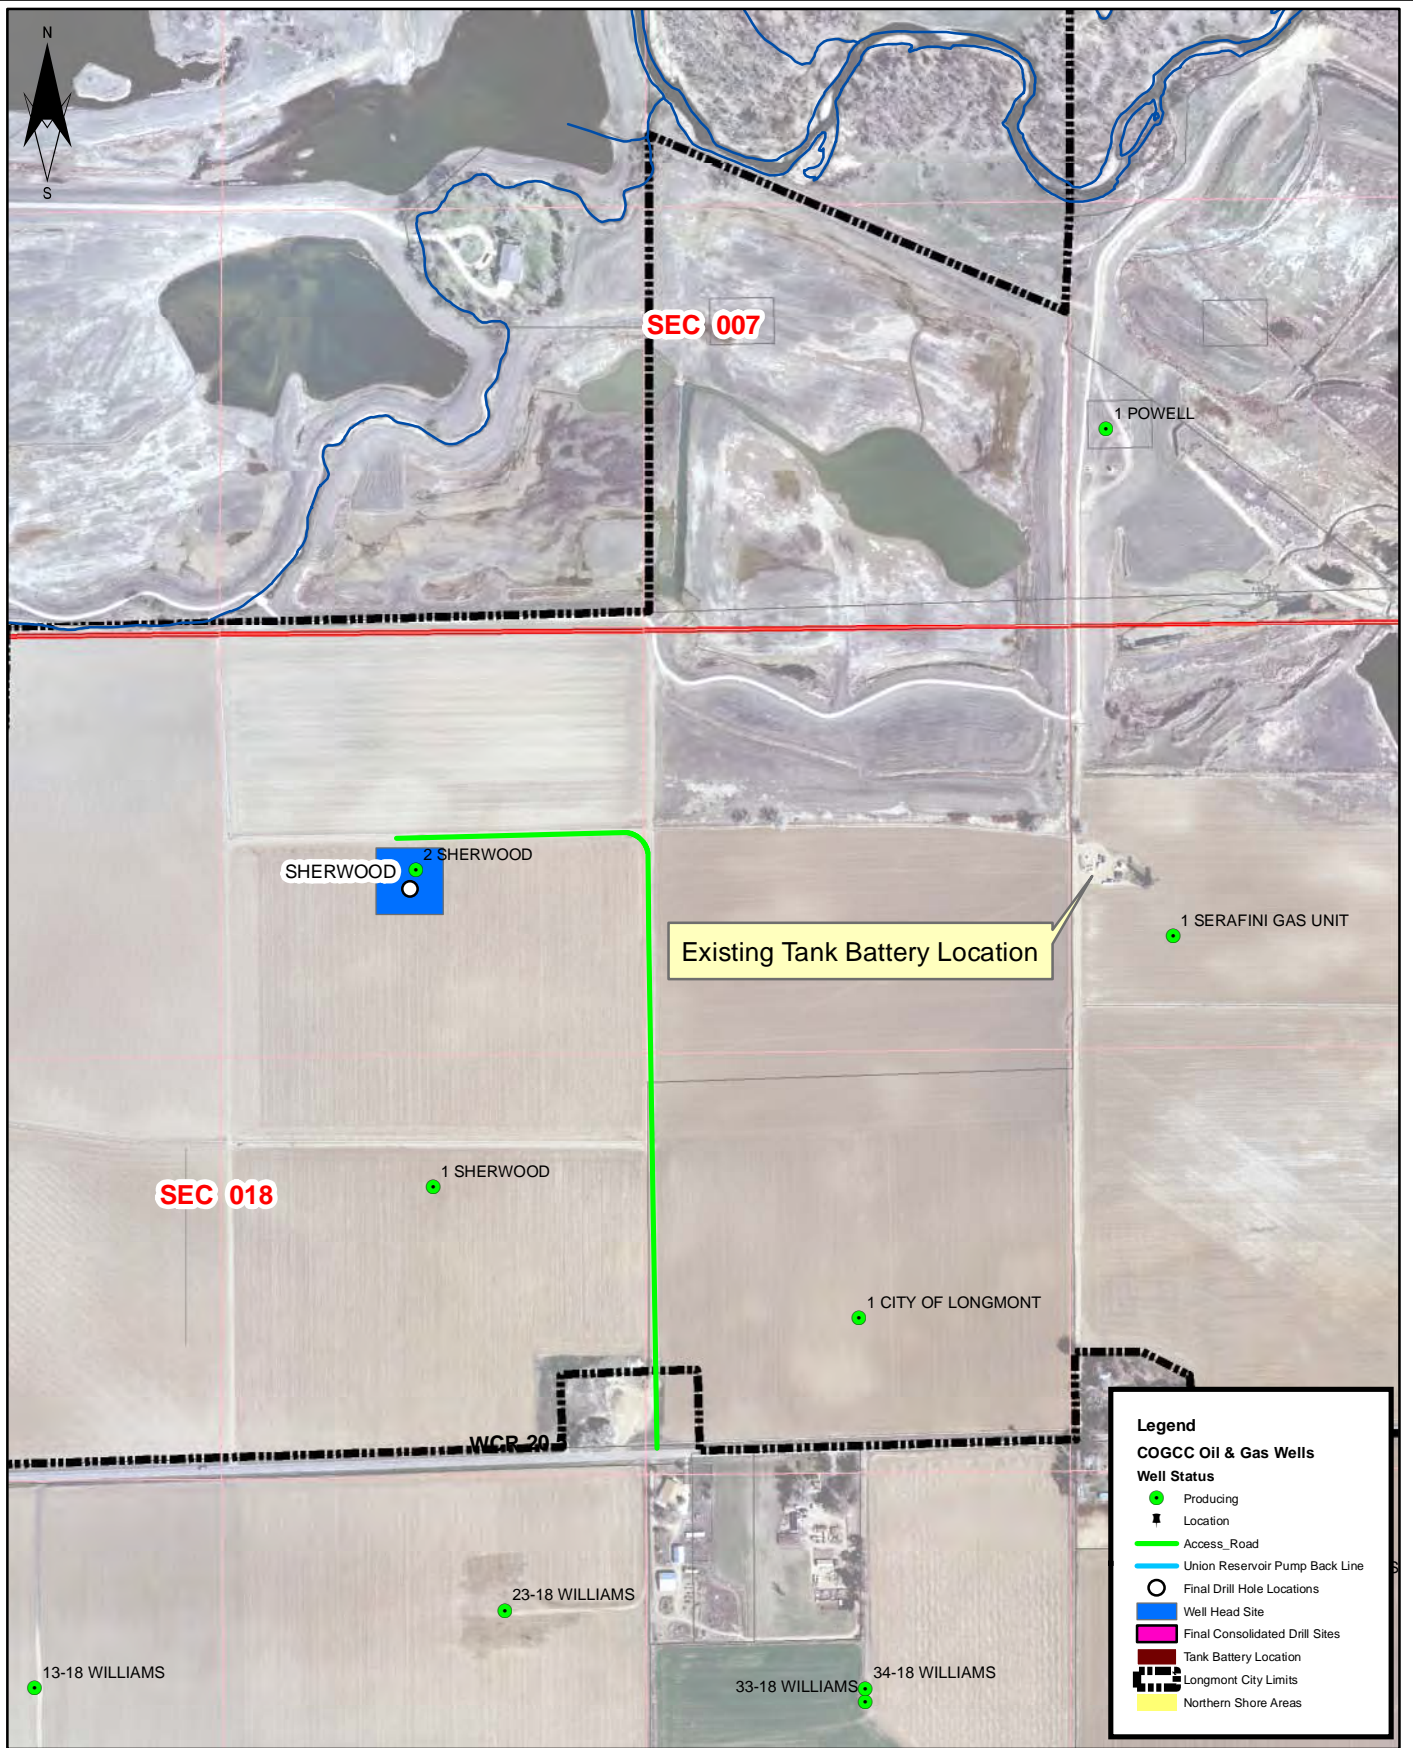 N
S
SEC 007
1 POWELL
2 SHERWOOD
SHERWOOD
1 SERAFINI GAS UNIT
Existing Tank Battery Location
1 SHERWOOD
SEC 018
1 CITY OF LONGMONT
WCR 20
23-18 WILLIAMS
13-18 WILLIAMS
33-18 WILLIAMS
34-18 WILLIAMS
Legend
COGCC Oil & Gas Wells
Well Status
Producing
Location
Access_Road
Union Reservoir Pump Back Line
Final Drill Hole Locations
Well Head Site
Final Consolidated Drill Sites
Tank Battery Location
Longmont City Limits
Northern Shore Areas